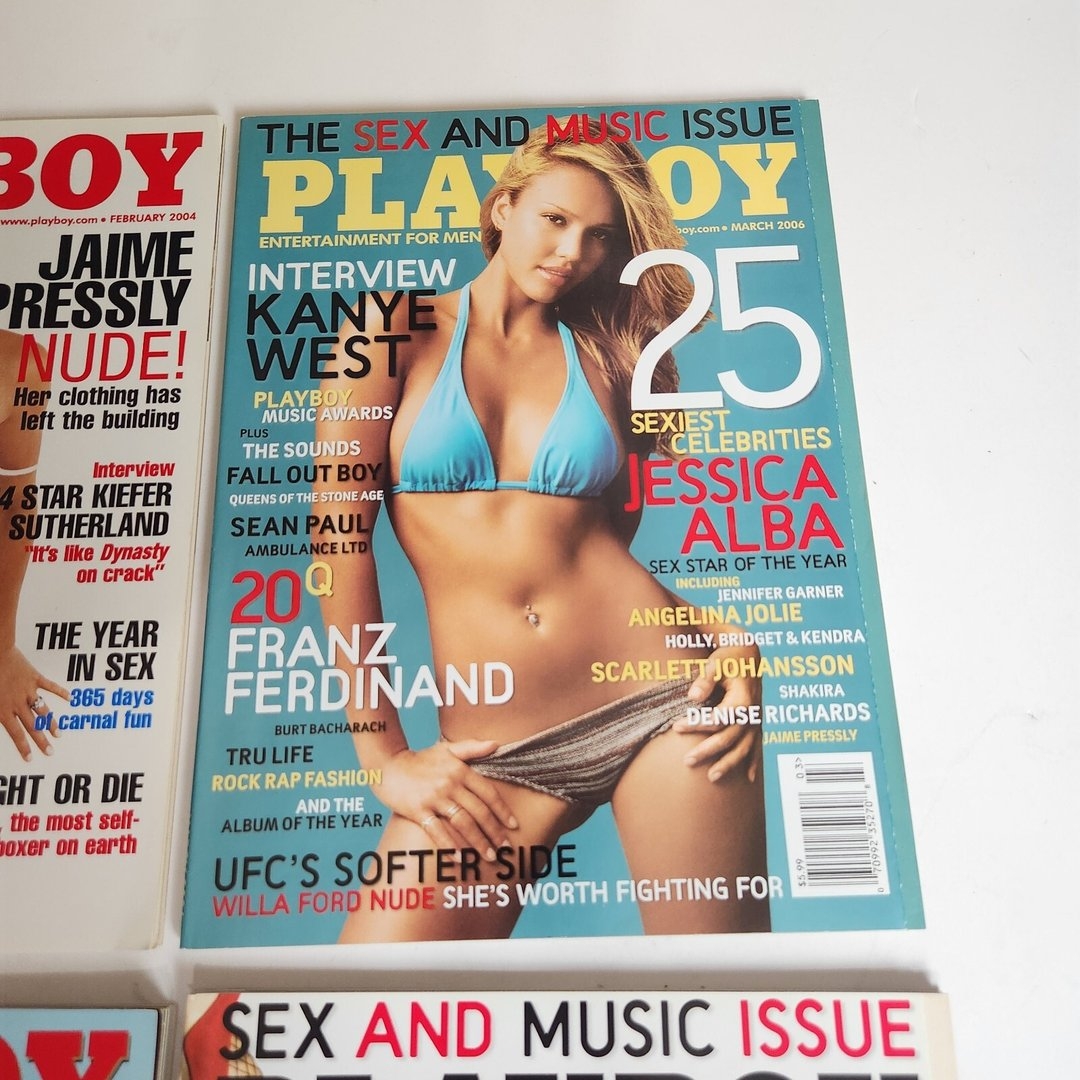 BOY
www.playboy.com • FEBRUARY 2004
JAIME
PRESSLY
NUDE!
Her clothing has
left the building
Interview
4 STAR KIEFER
SUTHERLAND
"It's like Dynasty
on crack"
THE YEAR
IN SEX
365 days
of carnal fun
GHT OR DIE
the most self-
boxer on earth
THE SEX AND MUSIC ISSUE
PLAYBOY
ENTERTAINMENT FOR MEN
boy.com • MARCH 2006
INTERVIEW
KANYE
WEST
PLAYBOY
MUSIC AWARDS
PLUS
THE SOUNDS
FALL OUT BOY
QUEENS OF THE STONE AGE
SEAN PAUL
AMBULANCE LTD
20Q
FRANZ
FERDINAND
BURT BACHARACH
TRU LIFE
ROCK RAP FASHION
AND THE
ALBUM OF THE YEAR
25
SEXIEST
CELEBRITIES
JESSICA
ALBA
SEX STAR OF THE YEAR
INCLUDING
JENNIFER GARNER
ANGELINA JOLIE
HOLLY, BRIDGET & KENDRA
SCARLETT JOHANSSON
SHAKIRA
DENISE RICHARDS
JAIME PRESSLY
03>
$5.99
0 70992 35270 8
UFC'S SOFTER SIDE
WILLA FORD NUDE SHE'S WORTH FIGHTING FOR
OY
SEX AND MUSIC ISSUE